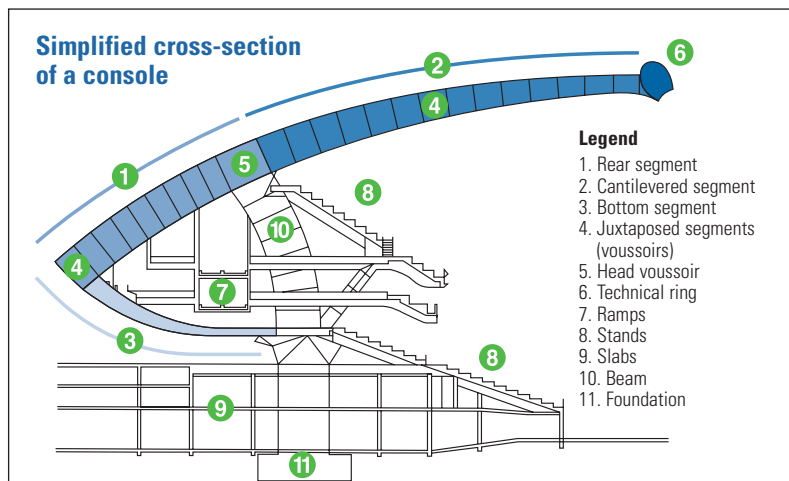 Simplified cross-section
of a console
1
2
3
4
4
5
6
7
8
8
9
10
11
Legend
1. Rear segment
2. Cantilevered segment
3. Bottom segment
4. Juxtaposed segments
(voussoirs)
5. Head voussoir
6. Technical ring
7. Ramps
8. Stands
9. Slabs
10. Beam
11. Foundation